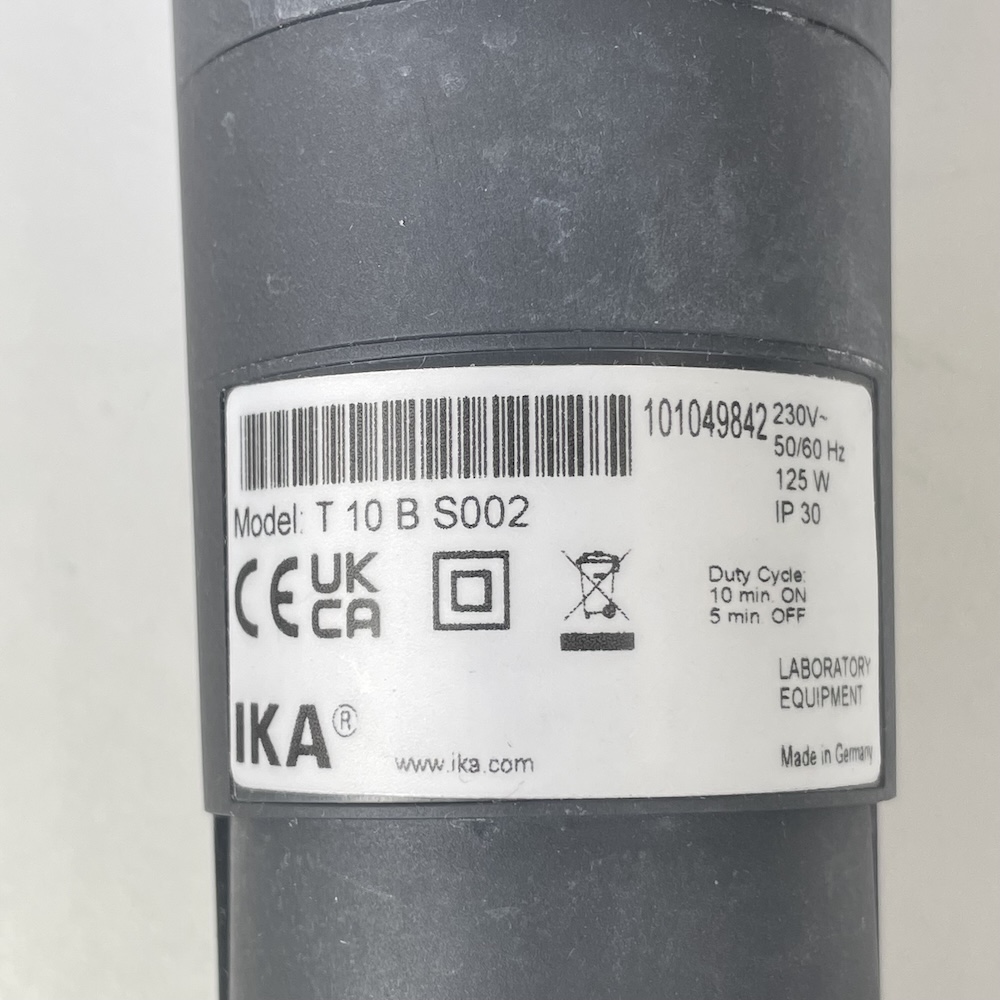 101049842
230V~
50/60 Hz
125 W
IP 30
Model: T 10 B S002
CE
UK
CA
Duty Cycle:
10 min. ON
5 min. OFF
LABORATORY
EQUIPMENT
IKA®
www.ika.com
Made in Germany